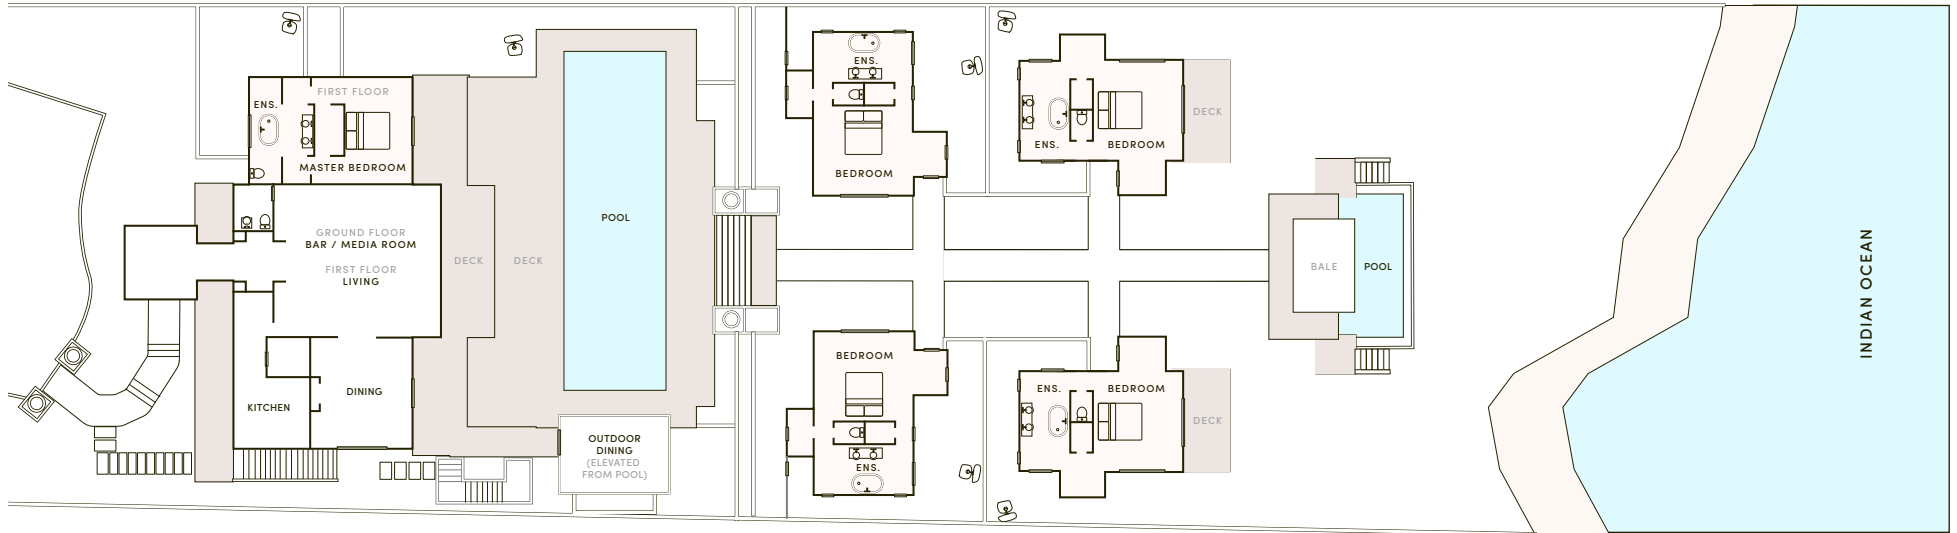 FIRST FLOOR
ENS.
MASTER BEDROOM
GROUND FLOOR
BAR / MEDIA ROOM
FIRST FLOOR
LIVING
DINING
KITCHEN
DECK
DECK
POOL
OUTDOOR
DINING
(ELEVATED
FROM POOL)
ENS.
BEDROOM
BEDROOM
ENS.
ENS.
BEDROOM
DECK
ENS.
BEDROOM
DECK
BALE
POOL
INDIAN OCEAN